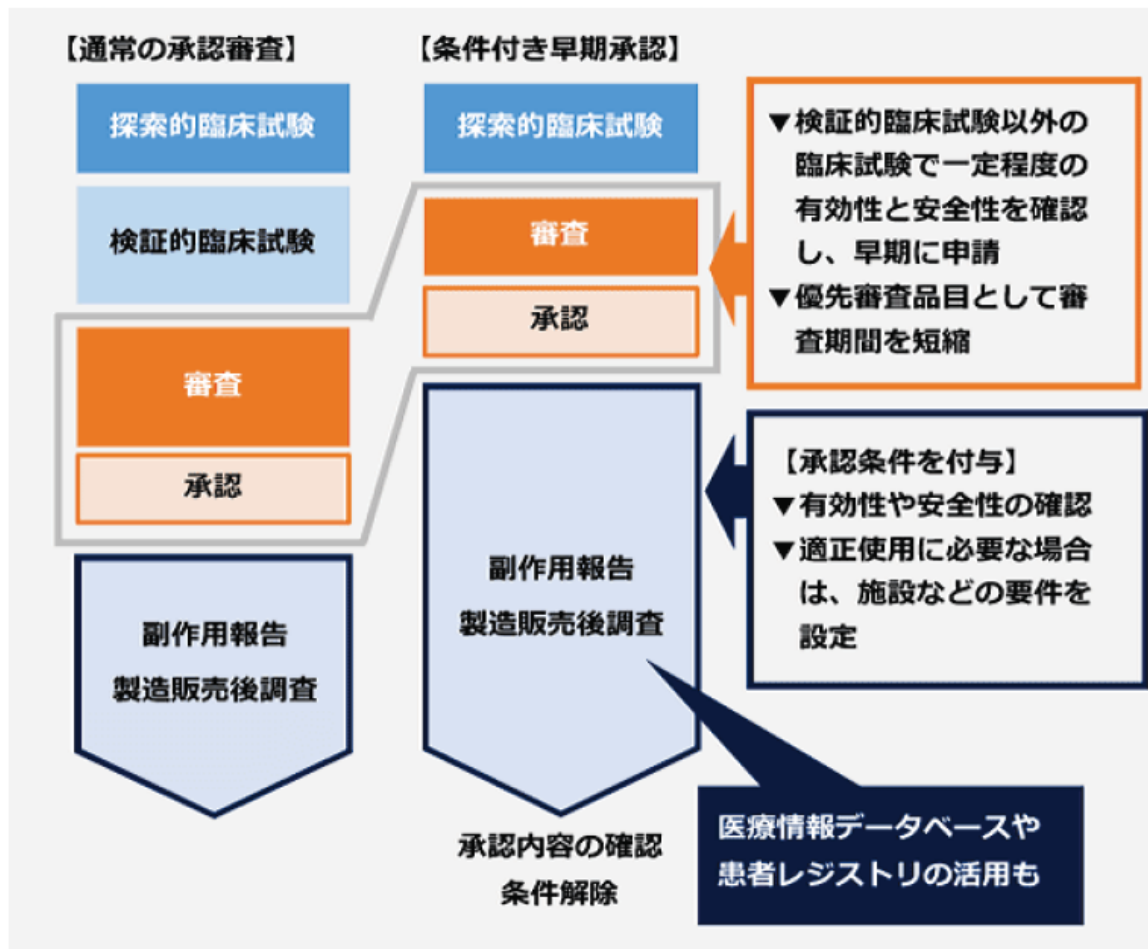 【通常の承認審査】
探索的臨床試験
検証的臨床試験
審査
承認
副作用報告
製造販売後調査
【条件付き早期承認】
探索的臨床試験
審査
承認
副作用報告
製造販売後調査
承認内容の確認
条件解除
▼検証的臨床試験以外の
臨床試験で一定程度の
有効性と安全性を確認
し、早期に申請
▼優先審査品目として審
査期間を短縮
【承認条件を付与】
▼有効性や安全性の確認
▼適正使用に必要な場合
は、施設などの要件を
設定
医療情報データベースや
患者レジストリの活用も